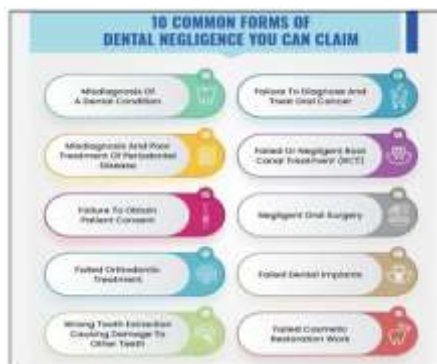 10 COMMON FORMS OF
DENTAL NEGLIGENCE YOU CAN CLAIM
Misdiagnosis Of
A Dental Condition
Failure To Diagnose And
Treat Oral Cancer
Misdiagnosis And Poor
Treatment Of Periodontal
Disease
Failed Or Negligent Root
Canal Treatment (RCT)
Failure To Obtain
Patient Consent
Negligent Oral Surgery
Failed Orthodontic
Treatment
Failed Dental Implants
Wrong Tooth Extraction
Causing Damage To
Other Teeth
Failed Cosmetic
Restoration Work